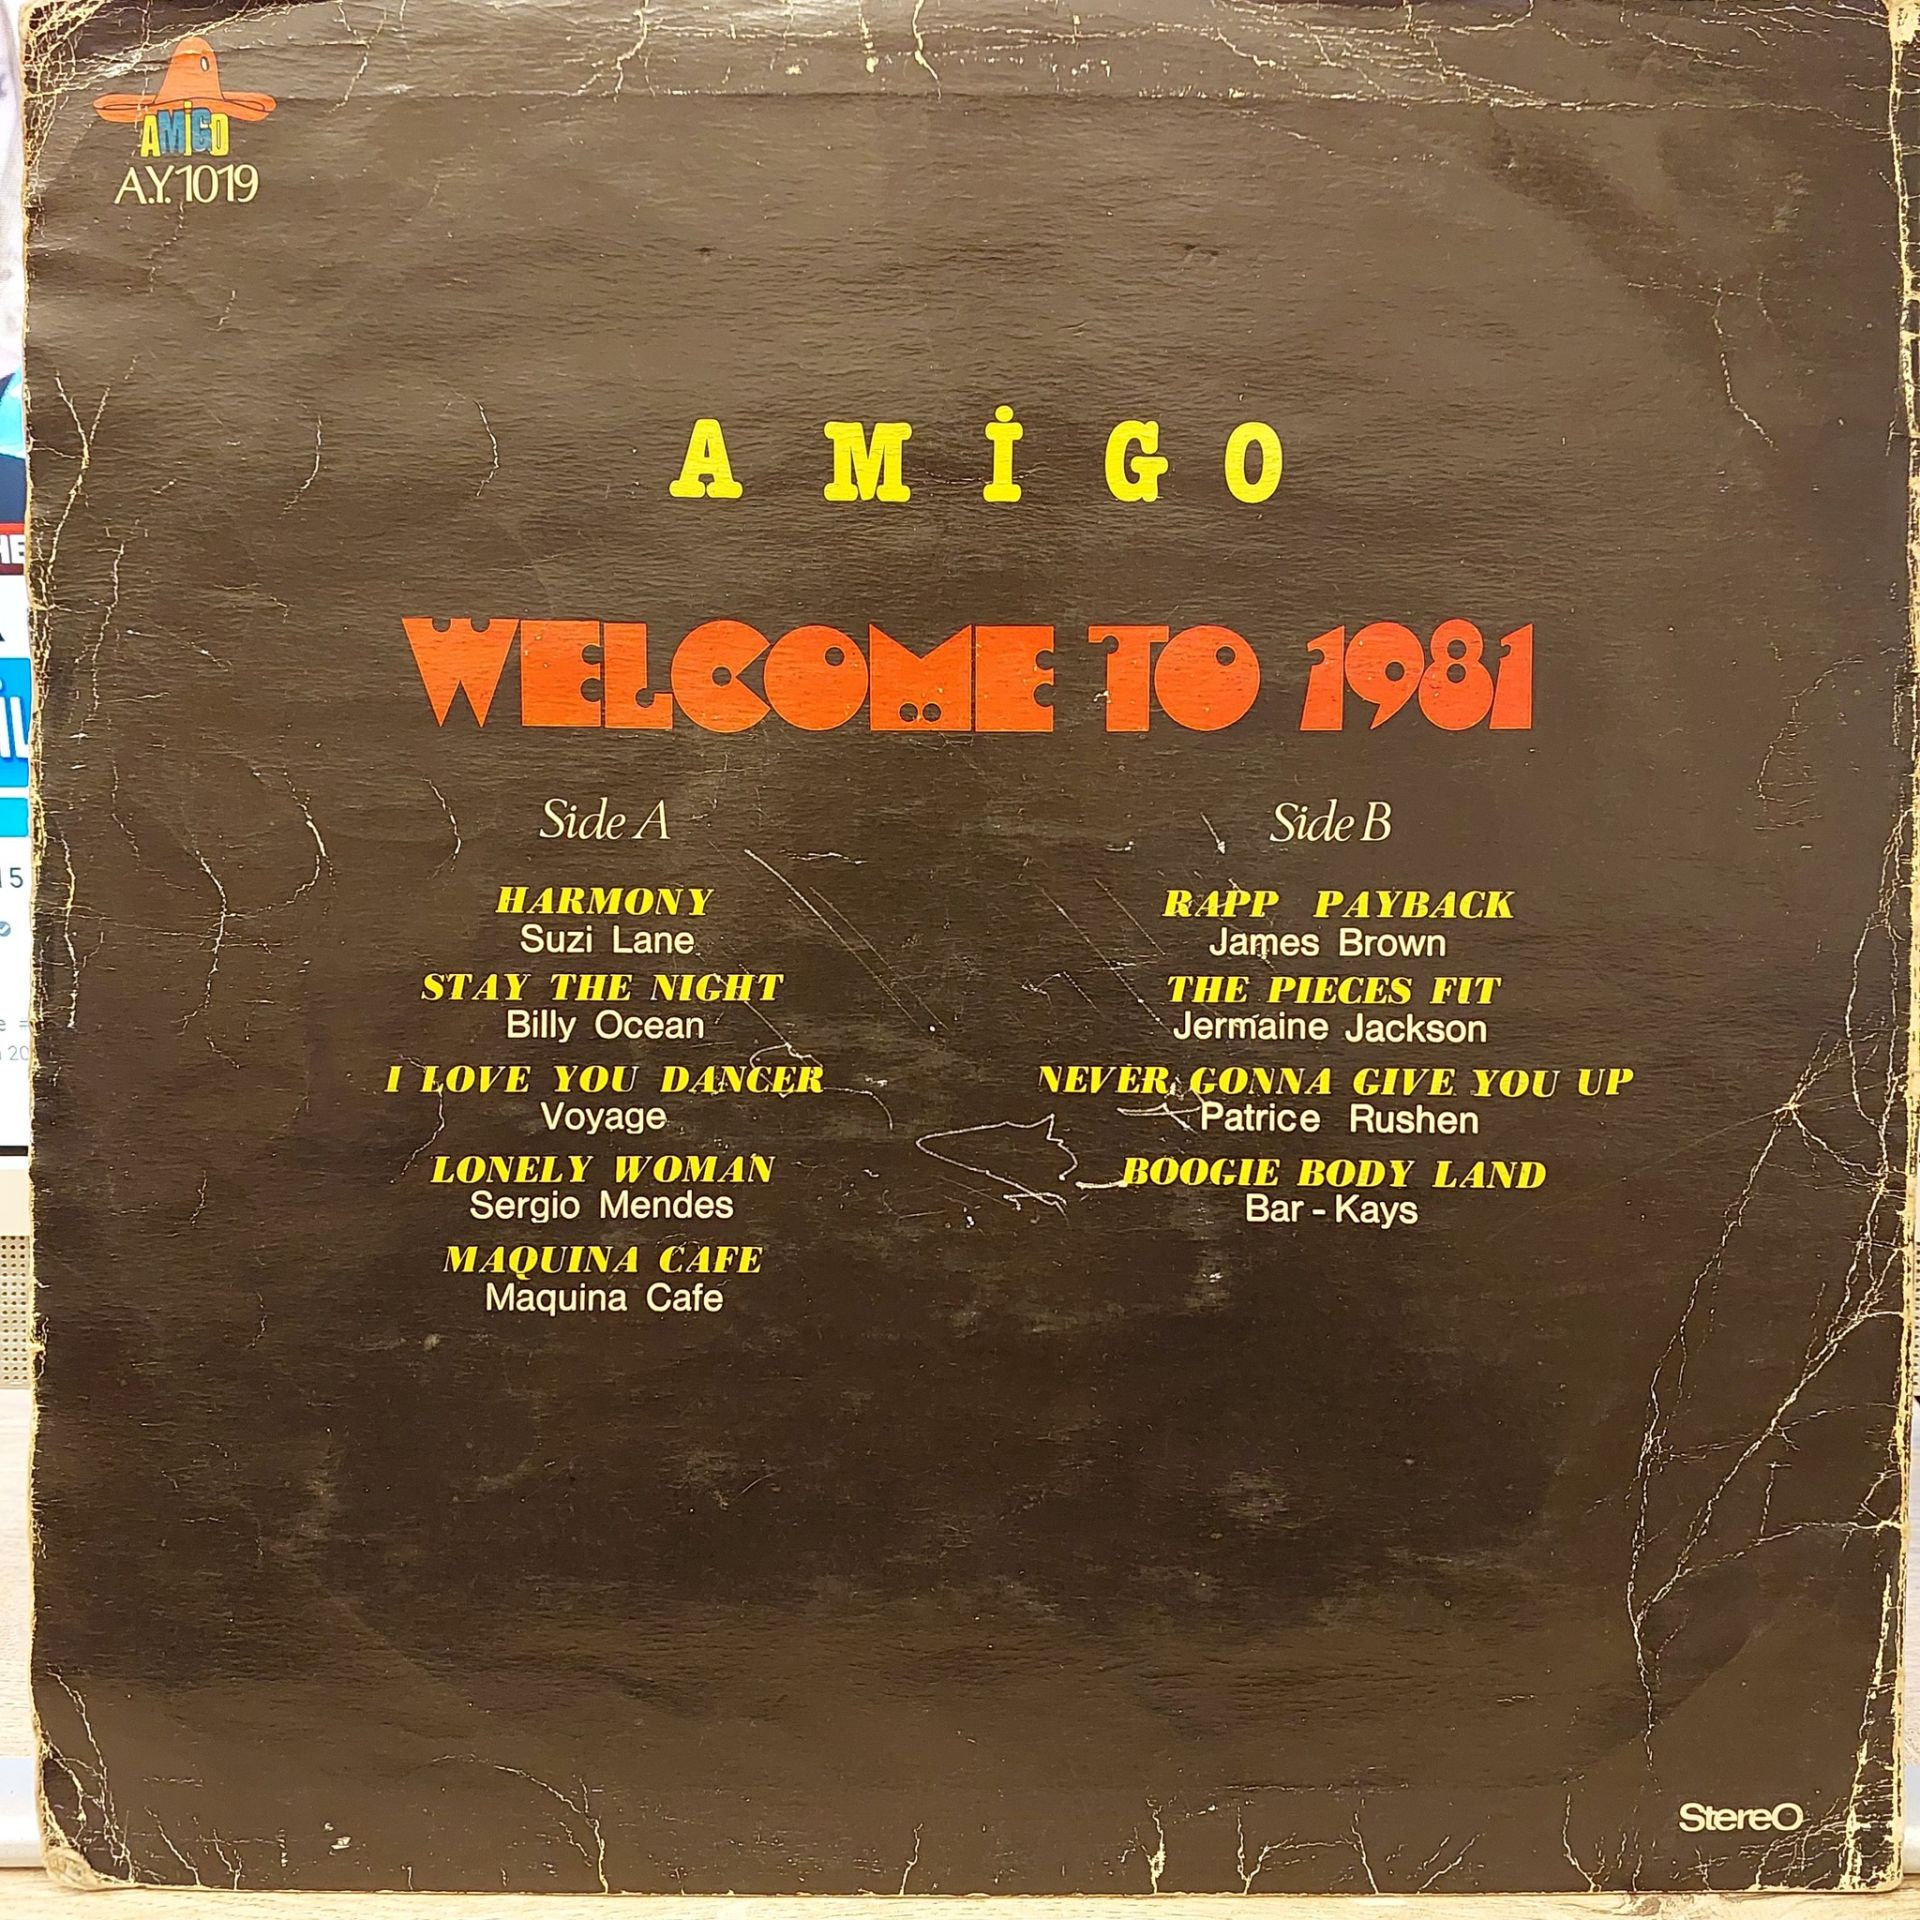 AMİGO
A.Y.1019
AMİGO
WELCOME TO 1981
Side A
HARMONY
Suzi Lane
STAY THE NIGHT
Billy Ocean
I LOVE YOU DANCER
Voyage
LONELY WOMAN
Sergio Mendes
MAQUINA CAFE
Maquina Cafe
Side B
RAPP PAYBACK
James Brown
THE PIECES FIT
Jermaine Jackson
NEVER GONNA GIVE YOU UP
Patrice Rushen
BOOGIE BODY LAND
Bar - Kays
StereO